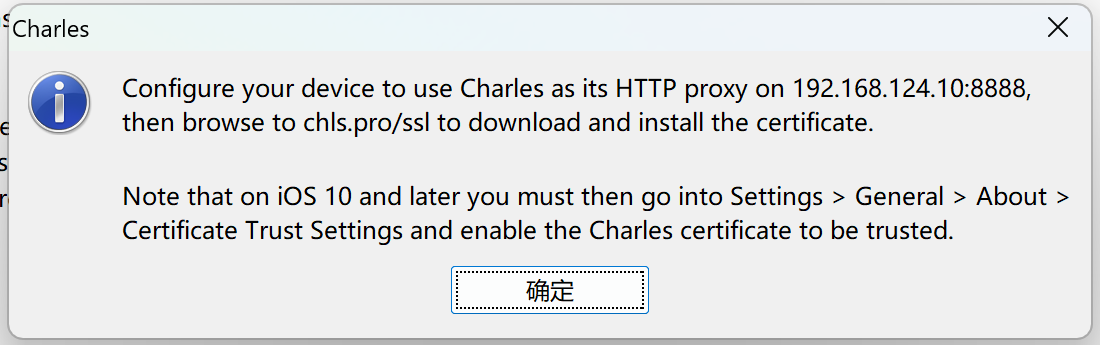 Charles
Configure your device to use Charles as its HTTP proxy on 192.168.124.10:8888,
then browse to chls.pro/ssl to download and install the certificate.
Note that on iOS 10 and later you must then go into Settings > General > About >
Certificate Trust Settings and enable the Charles certificate to be trusted.
确定